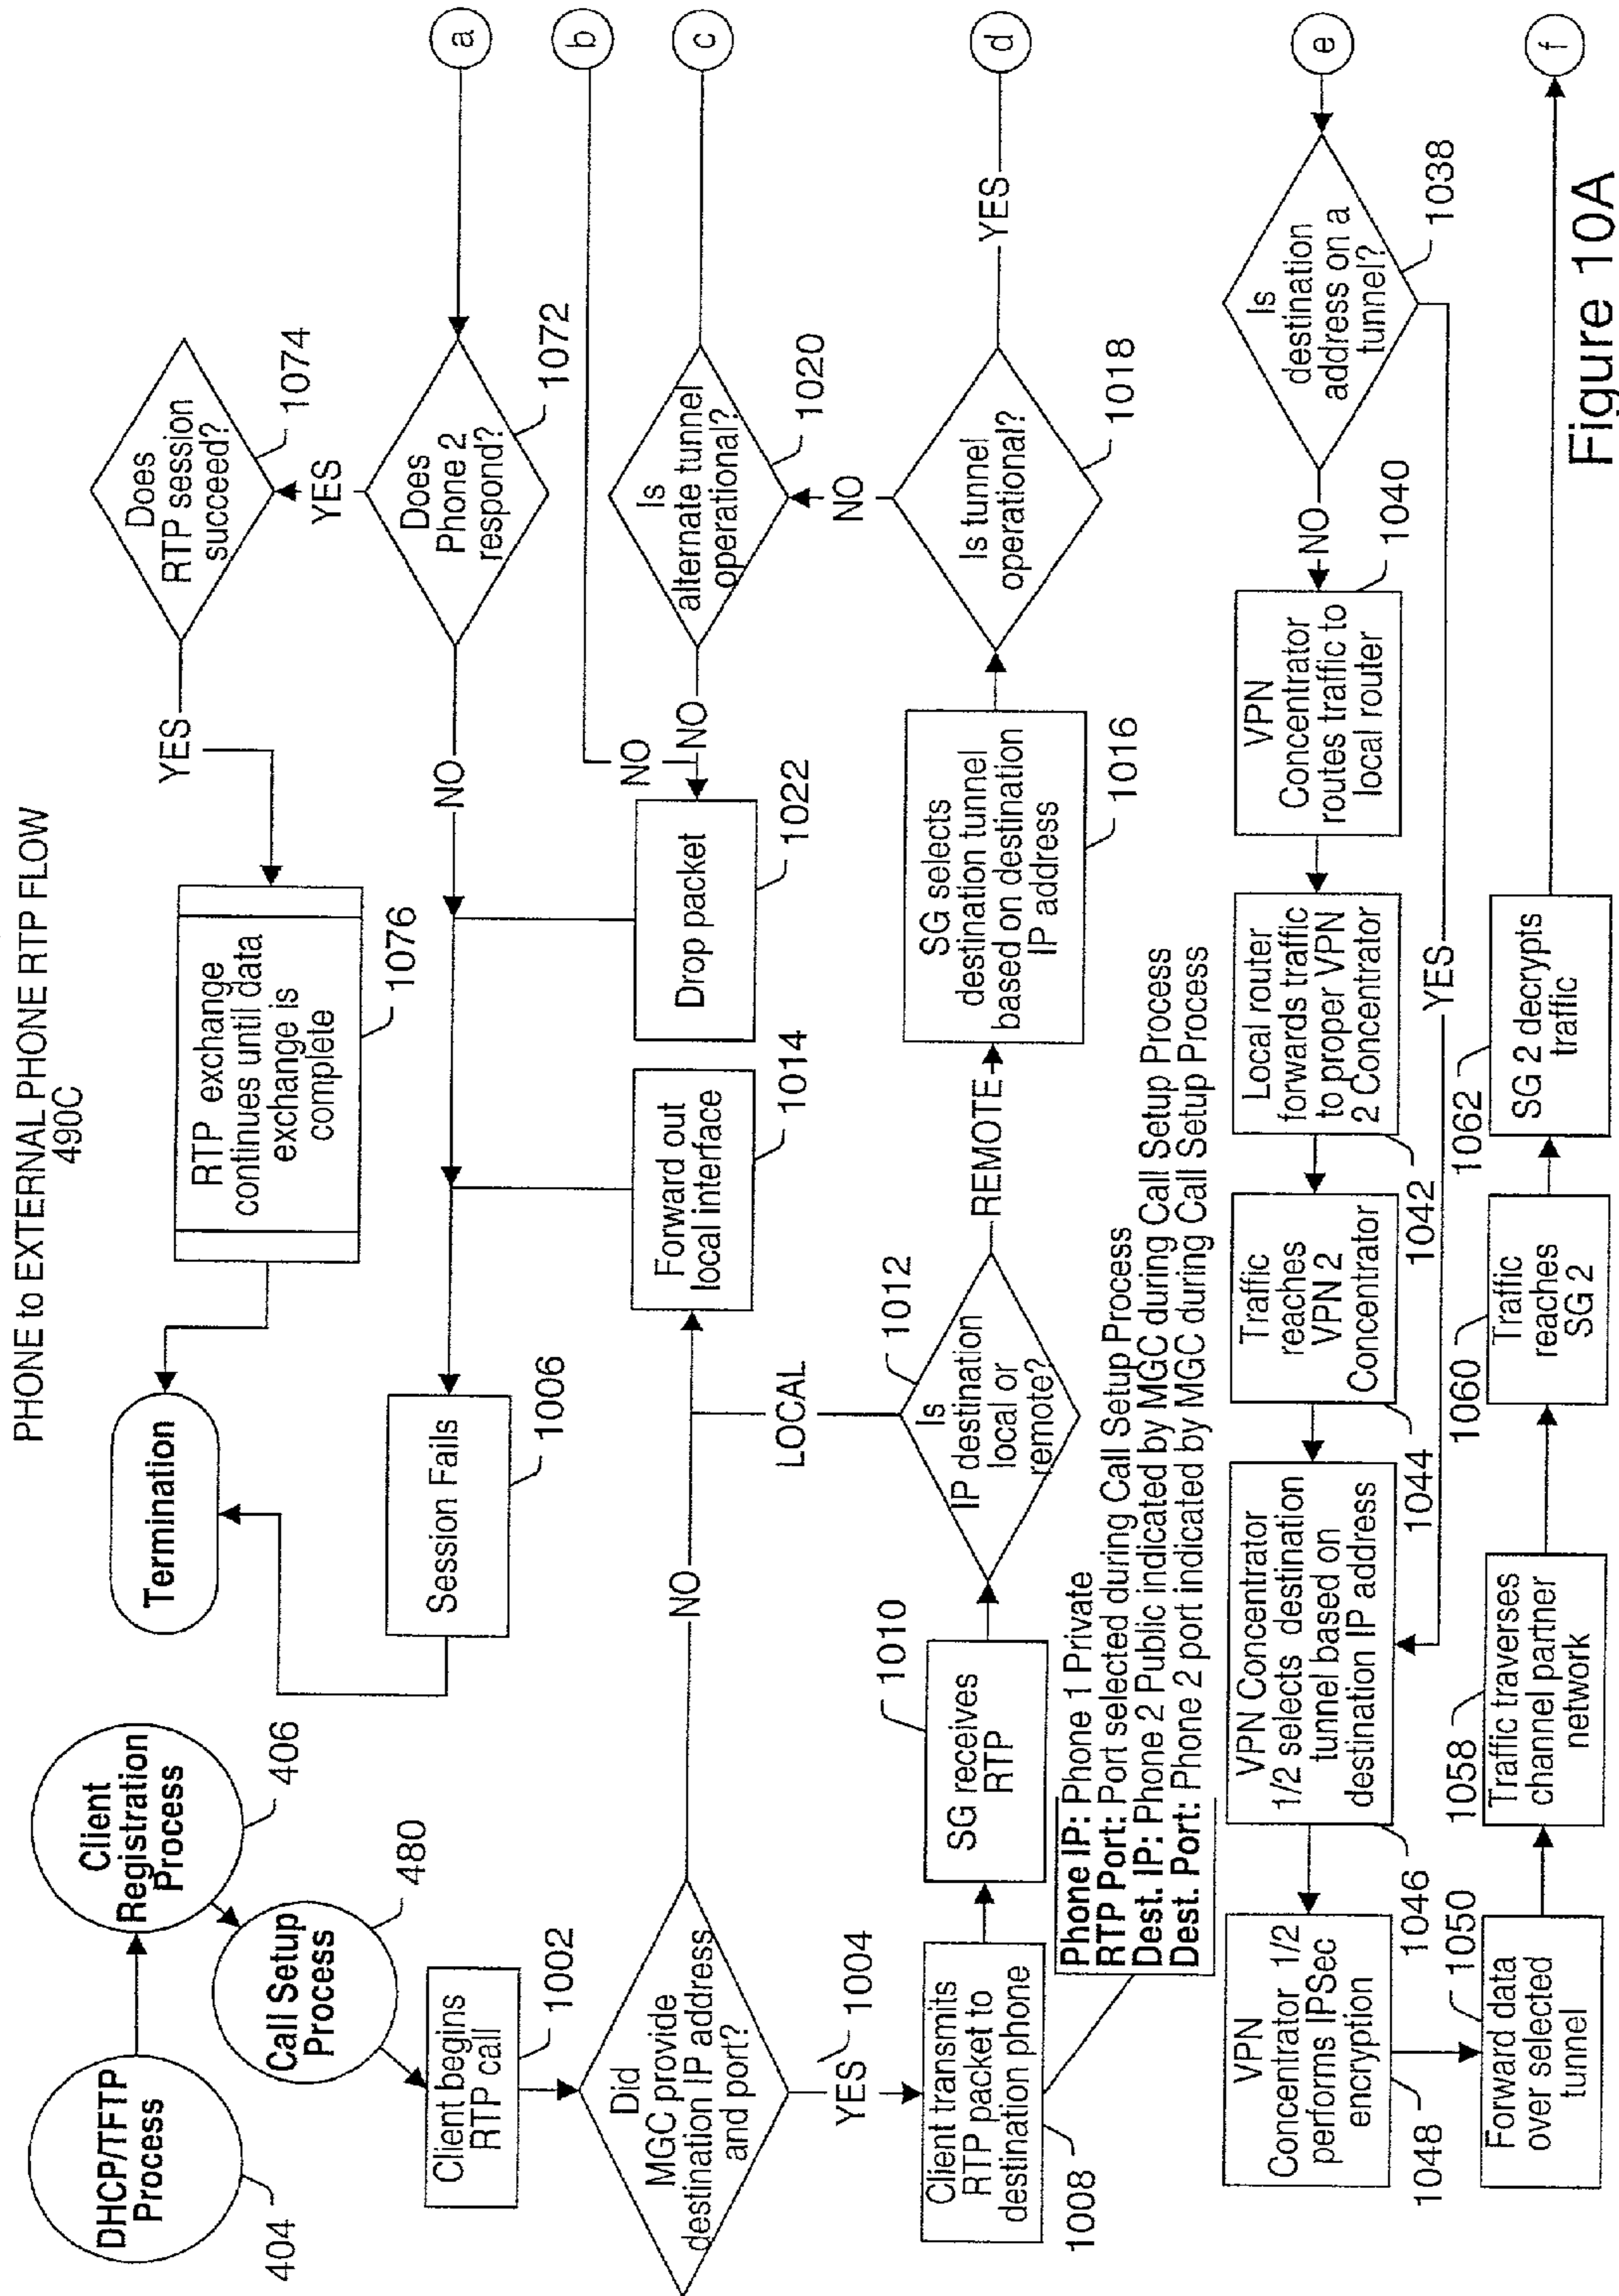 PHONE to EXTERNAL PHONE RTP FLOW
490C
DHCP/TFTP
Process
404
Client
Registration
Process
406
Call Setup
Process
480
Client begins
RTP call
1002
Did
MGC provide
destination IP address
and port?
1004
NO
YES
Termination
Session Fails
1006
RTP exchange
continues until data
exchange is
complete
1076
YES
Does
RTP session
succeed?
1074
YES
Does
Phone 2
respond?
1072
NO
a
b
NO
Forward out
local interface
1014
Drop packet
1022
NO
Is
alternate tunnel
operational?
1020
c
NO
Client transmits
RTP packet to
destination phone
1008
SG receives
RTP
1010
Is
IP destination
local or
remote?
1012
LOCAL
REMOTE
SG selects
destination tunnel
based on destination
IP address
1016
Is tunnel
operational?
1018
YES
d
Phone IP: Phone 1 Private
RTP Port: Port selected during Call Setup Process
Dest. IP: Phone 2 Public indicated by MGC during Call Setup Process
Dest. Port: Phone 2 port indicated by MGC during Call Setup Process
e
Is
destination
address on a
tunnel?
1038
NO
YES
VPN
Concentrator
routes traffic to
local router
1040
Local router
forwards traffic
to proper VPN
2 Concentrator
1042
Traffic
reaches
VPN 2
Concentrator
1044
VPN Concentrator
1/2 selects destination
tunnel based on
destination IP address
1046
VPN
Concentrator 1/2
performs IPSec
encryption
1048
Forward data
over selected
tunnel
1050
Traffic traverses
channel partner
network
1058
Traffic
reaches
SG 2
1060
SG 2 decrypts
traffic
1062
f
Figure 10A